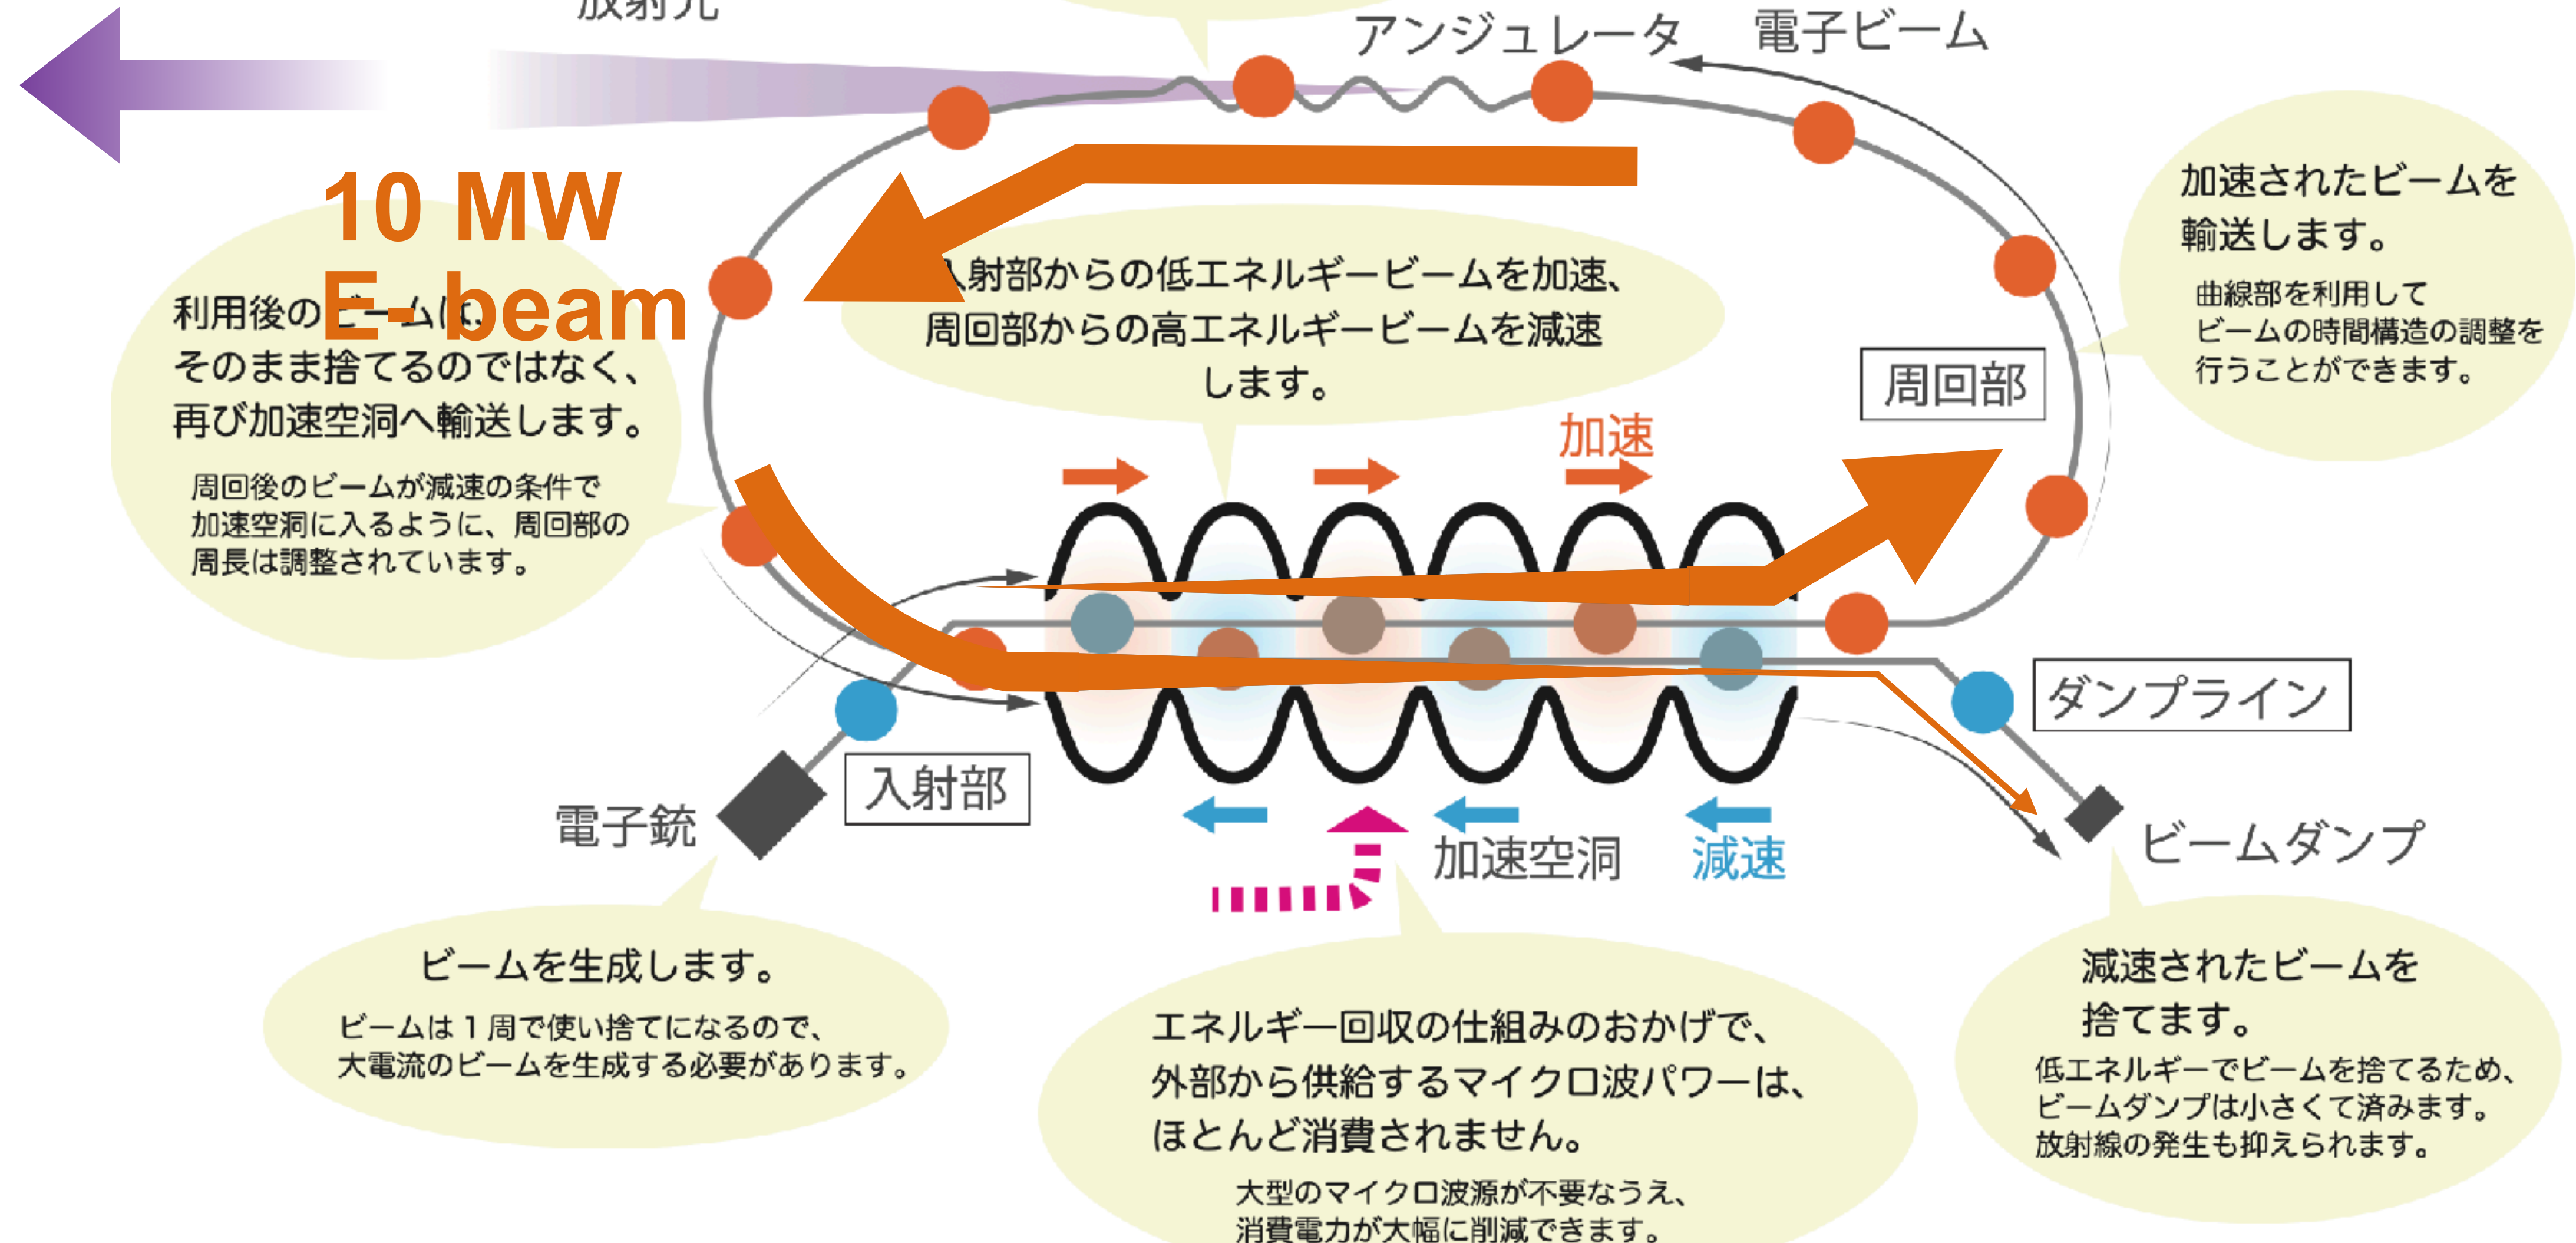 放射光
アンジュレータ
電子ビーム
10 MW
E- beam
利用後のビームは、
そのまま捨てるのではなく、
再び加速空洞へ輸送します。
周回後のビームが減速の条件で
加速空洞に入るように、周回部の
周長は調整されています。
入射部からの低エネルギービームを加速、
周回部からの高エネルギービームを減速
します。
加速されたビームを
輸送します。
曲線部を利用して
ビームの時間構造の調整を
行うことができます。
周回部
加速
ダンプライン
入射部
電子銃
加速空洞
減速
ビームダンプ
ビームを生成します。
ビームは1周で使い捨てになるので、
大電流のビームを生成する必要があります。
エネルギー回収の仕組みのおかげで、
外部から供給するマイクロ波パワーは、
ほとんど消費されません。
大型のマイクロ波源が不要なうえ、
消費電力が大幅に削減できます。
減速されたビームを
捨てます。
低エネルギーでビームを捨てるため、
ビームダンプは小さくて済みます。
放射線の発生も抑えられます。